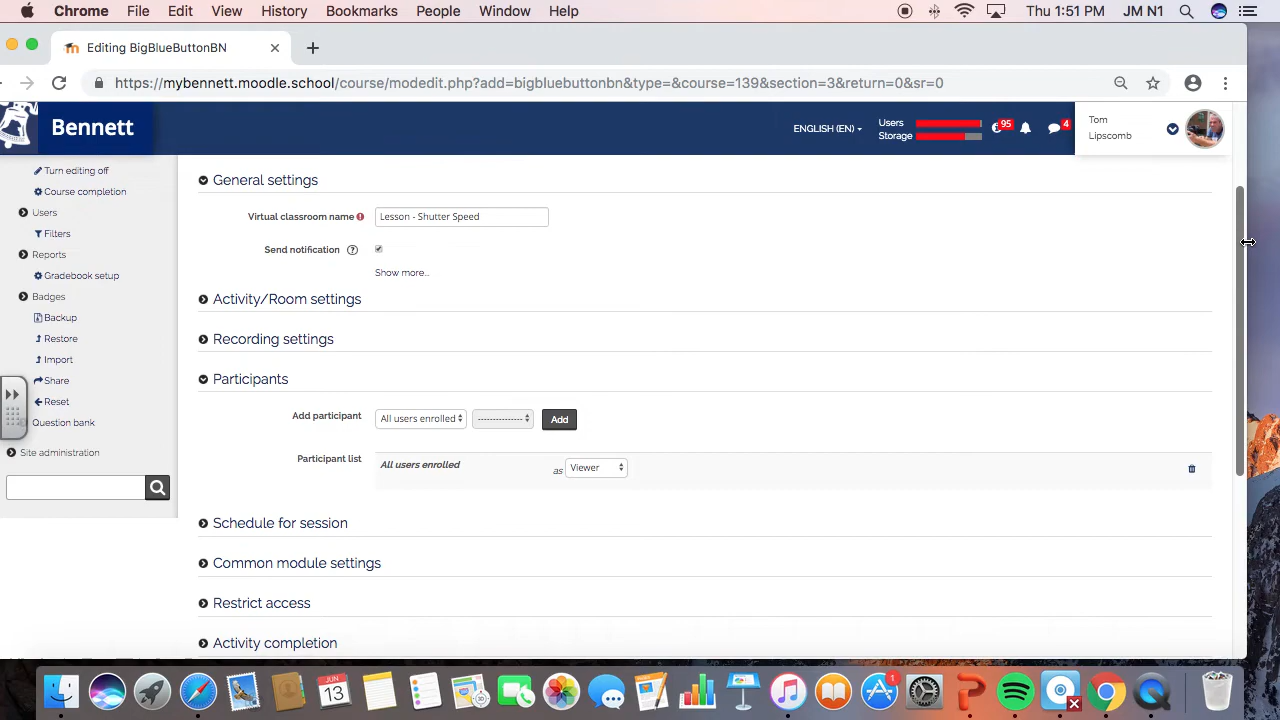 Chrome File Edit View History Bookmarks People Window Help Thu 1:51 PM JM N1
Editing BigBlueButtonBN
https://mybennett.moodle.school/course/modedit.php?add=bigbluebuttonbn&type=&course=139&section=3&return=0&sr=0
Bennett
ENGLISH (EN)
Users
Storage
95
4
Tom
Lipscomb
Turn editing off
Course completion
Users
Filters
Reports
Gradebook setup
Badges
Backup
Restore
Import
Share
Reset
Question bank
Site administration
General settings
Virtual classroom name Lesson - Shutter Speed
Send notification
Show more...
Activity/Room settings
Recording settings
Participants
Add participant All users enrolled --------------- Add
Participant list All users enrolled as Viewer
Schedule for session
Common module settings
Restrict access
Activity completion
JUN
13
30
1